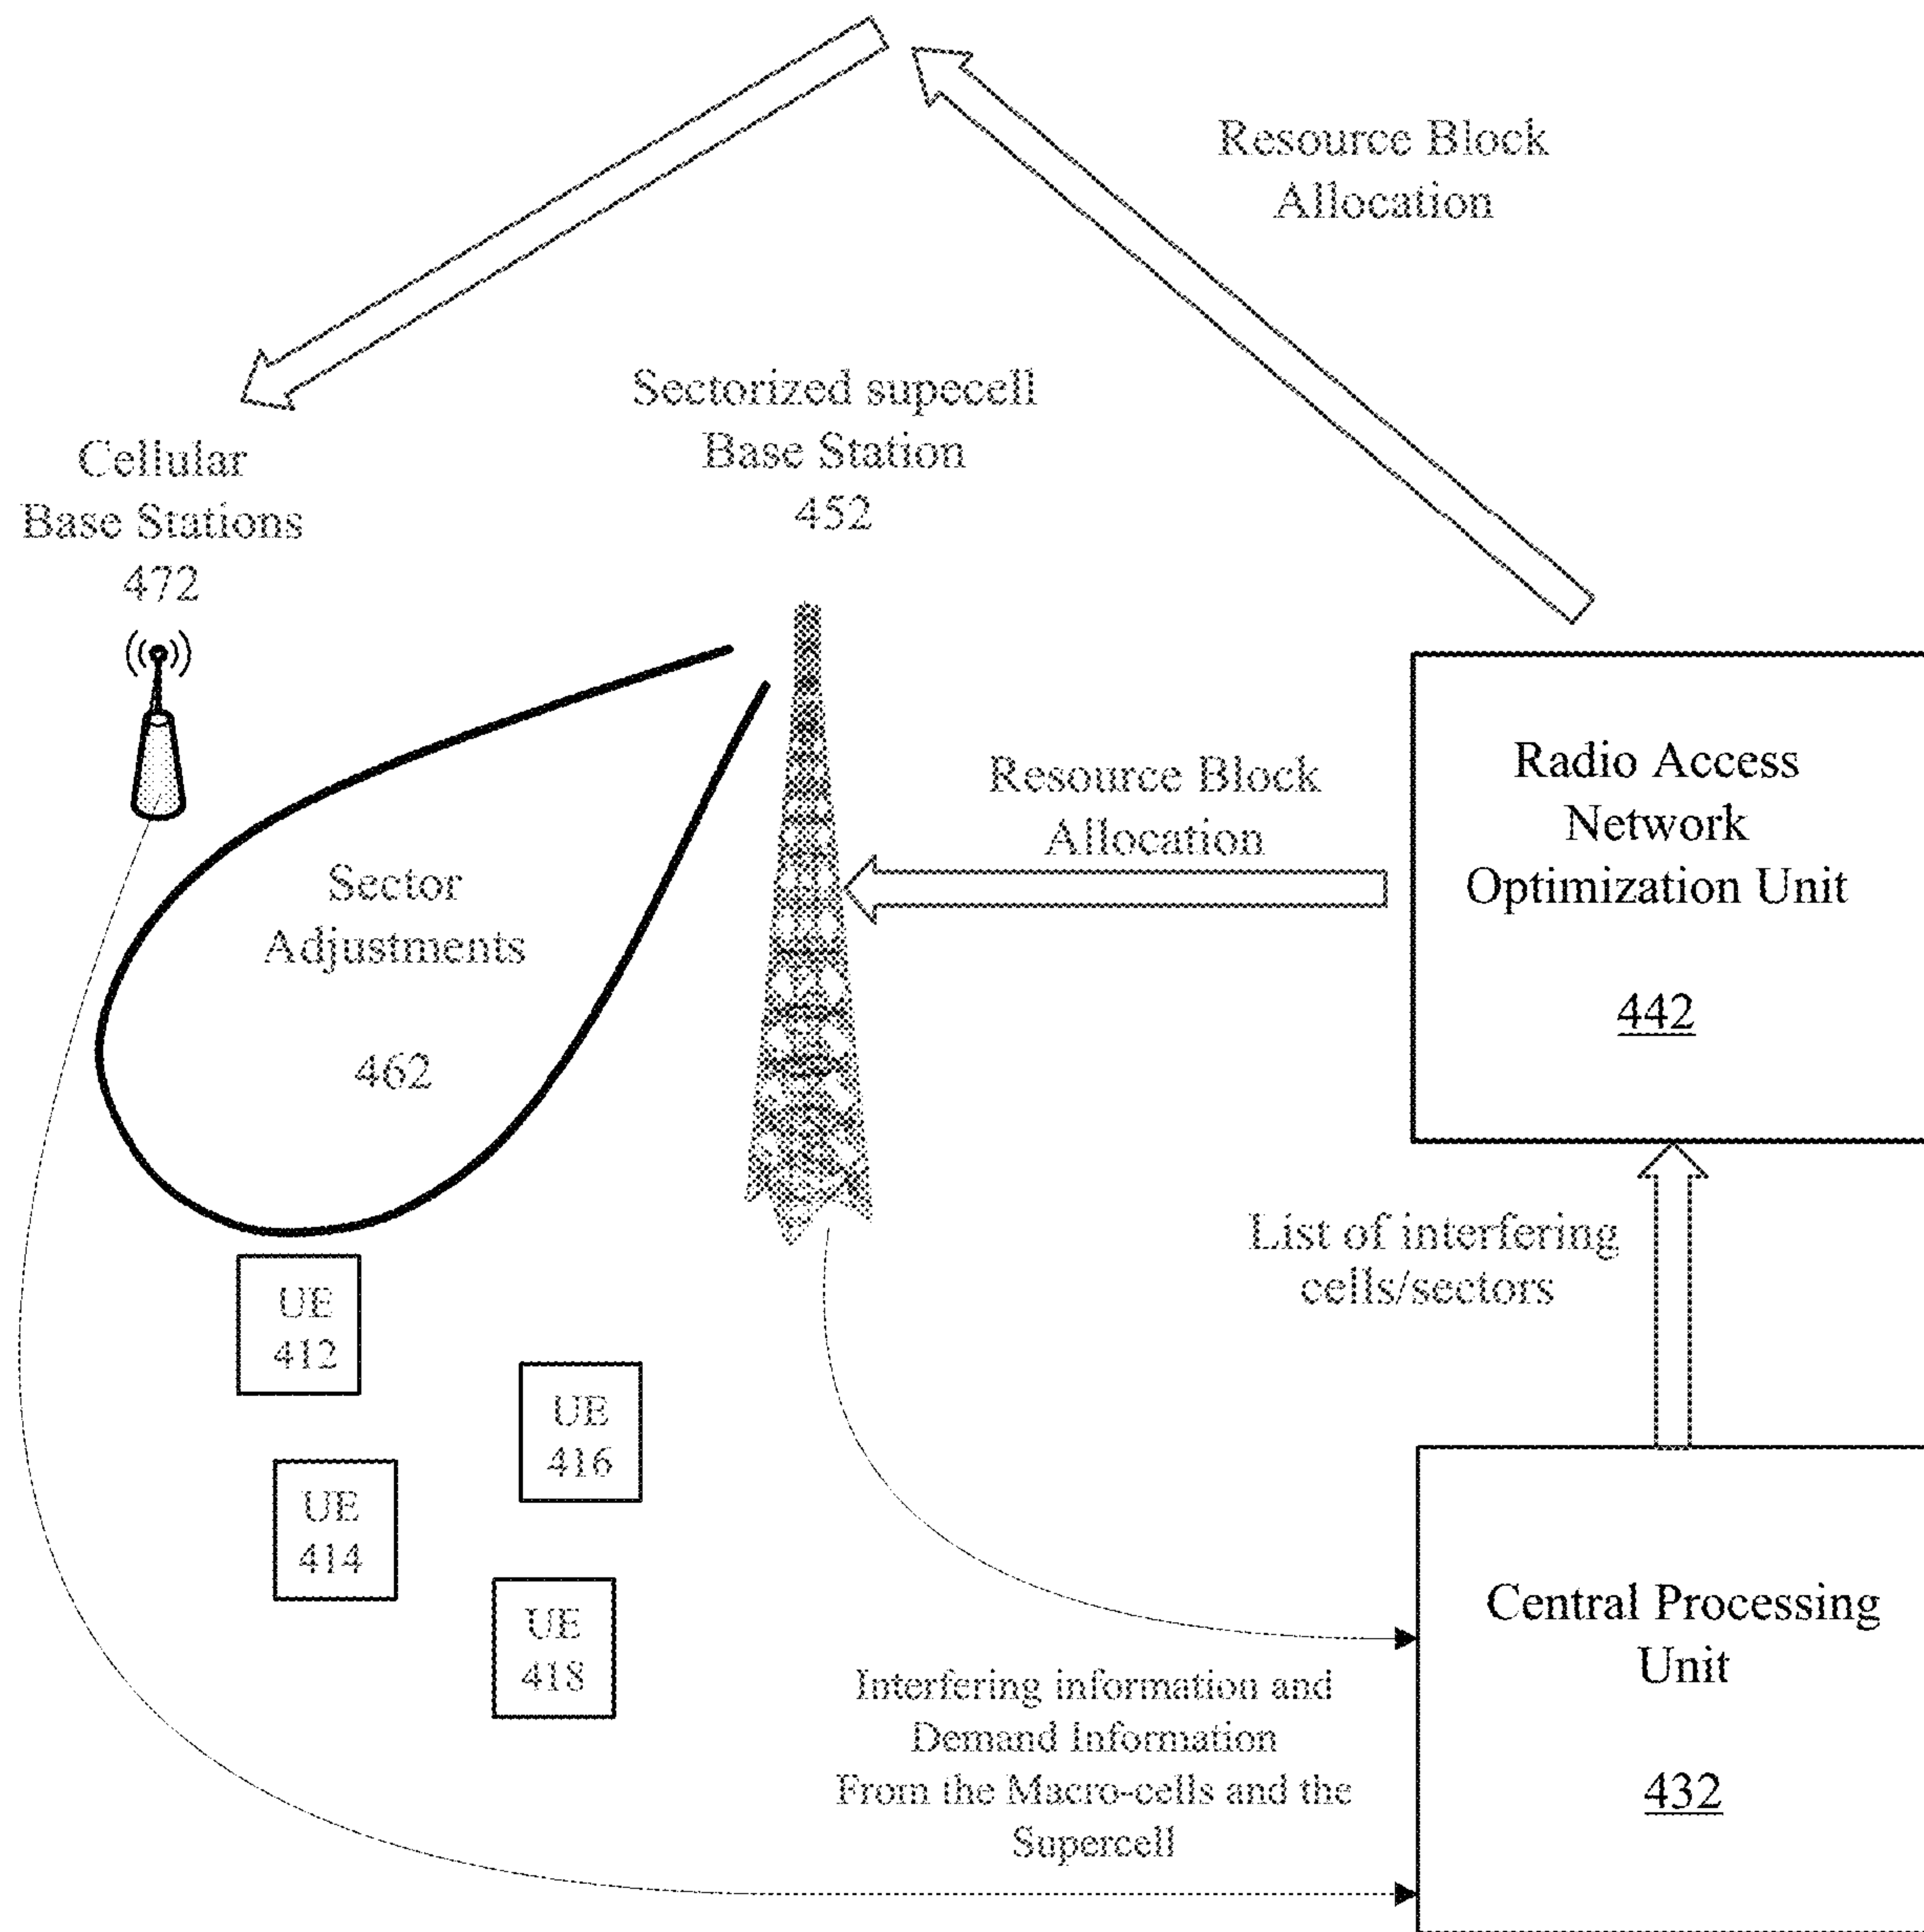 Resource Block
Allocation
Sectorized supecell
Base Station
452
Cellular
Base Stations
472
Radio Access
Network
Optimization Unit
442
Resource Block
Allocation
Sector
Adjustments
462
List of interfering
cells/sectors
UE
412
UE
416
UE
414
UE
418
Central Processing
Unit
432
Interfering information and
Demand Information
From the Macro-cells and the
Supercell